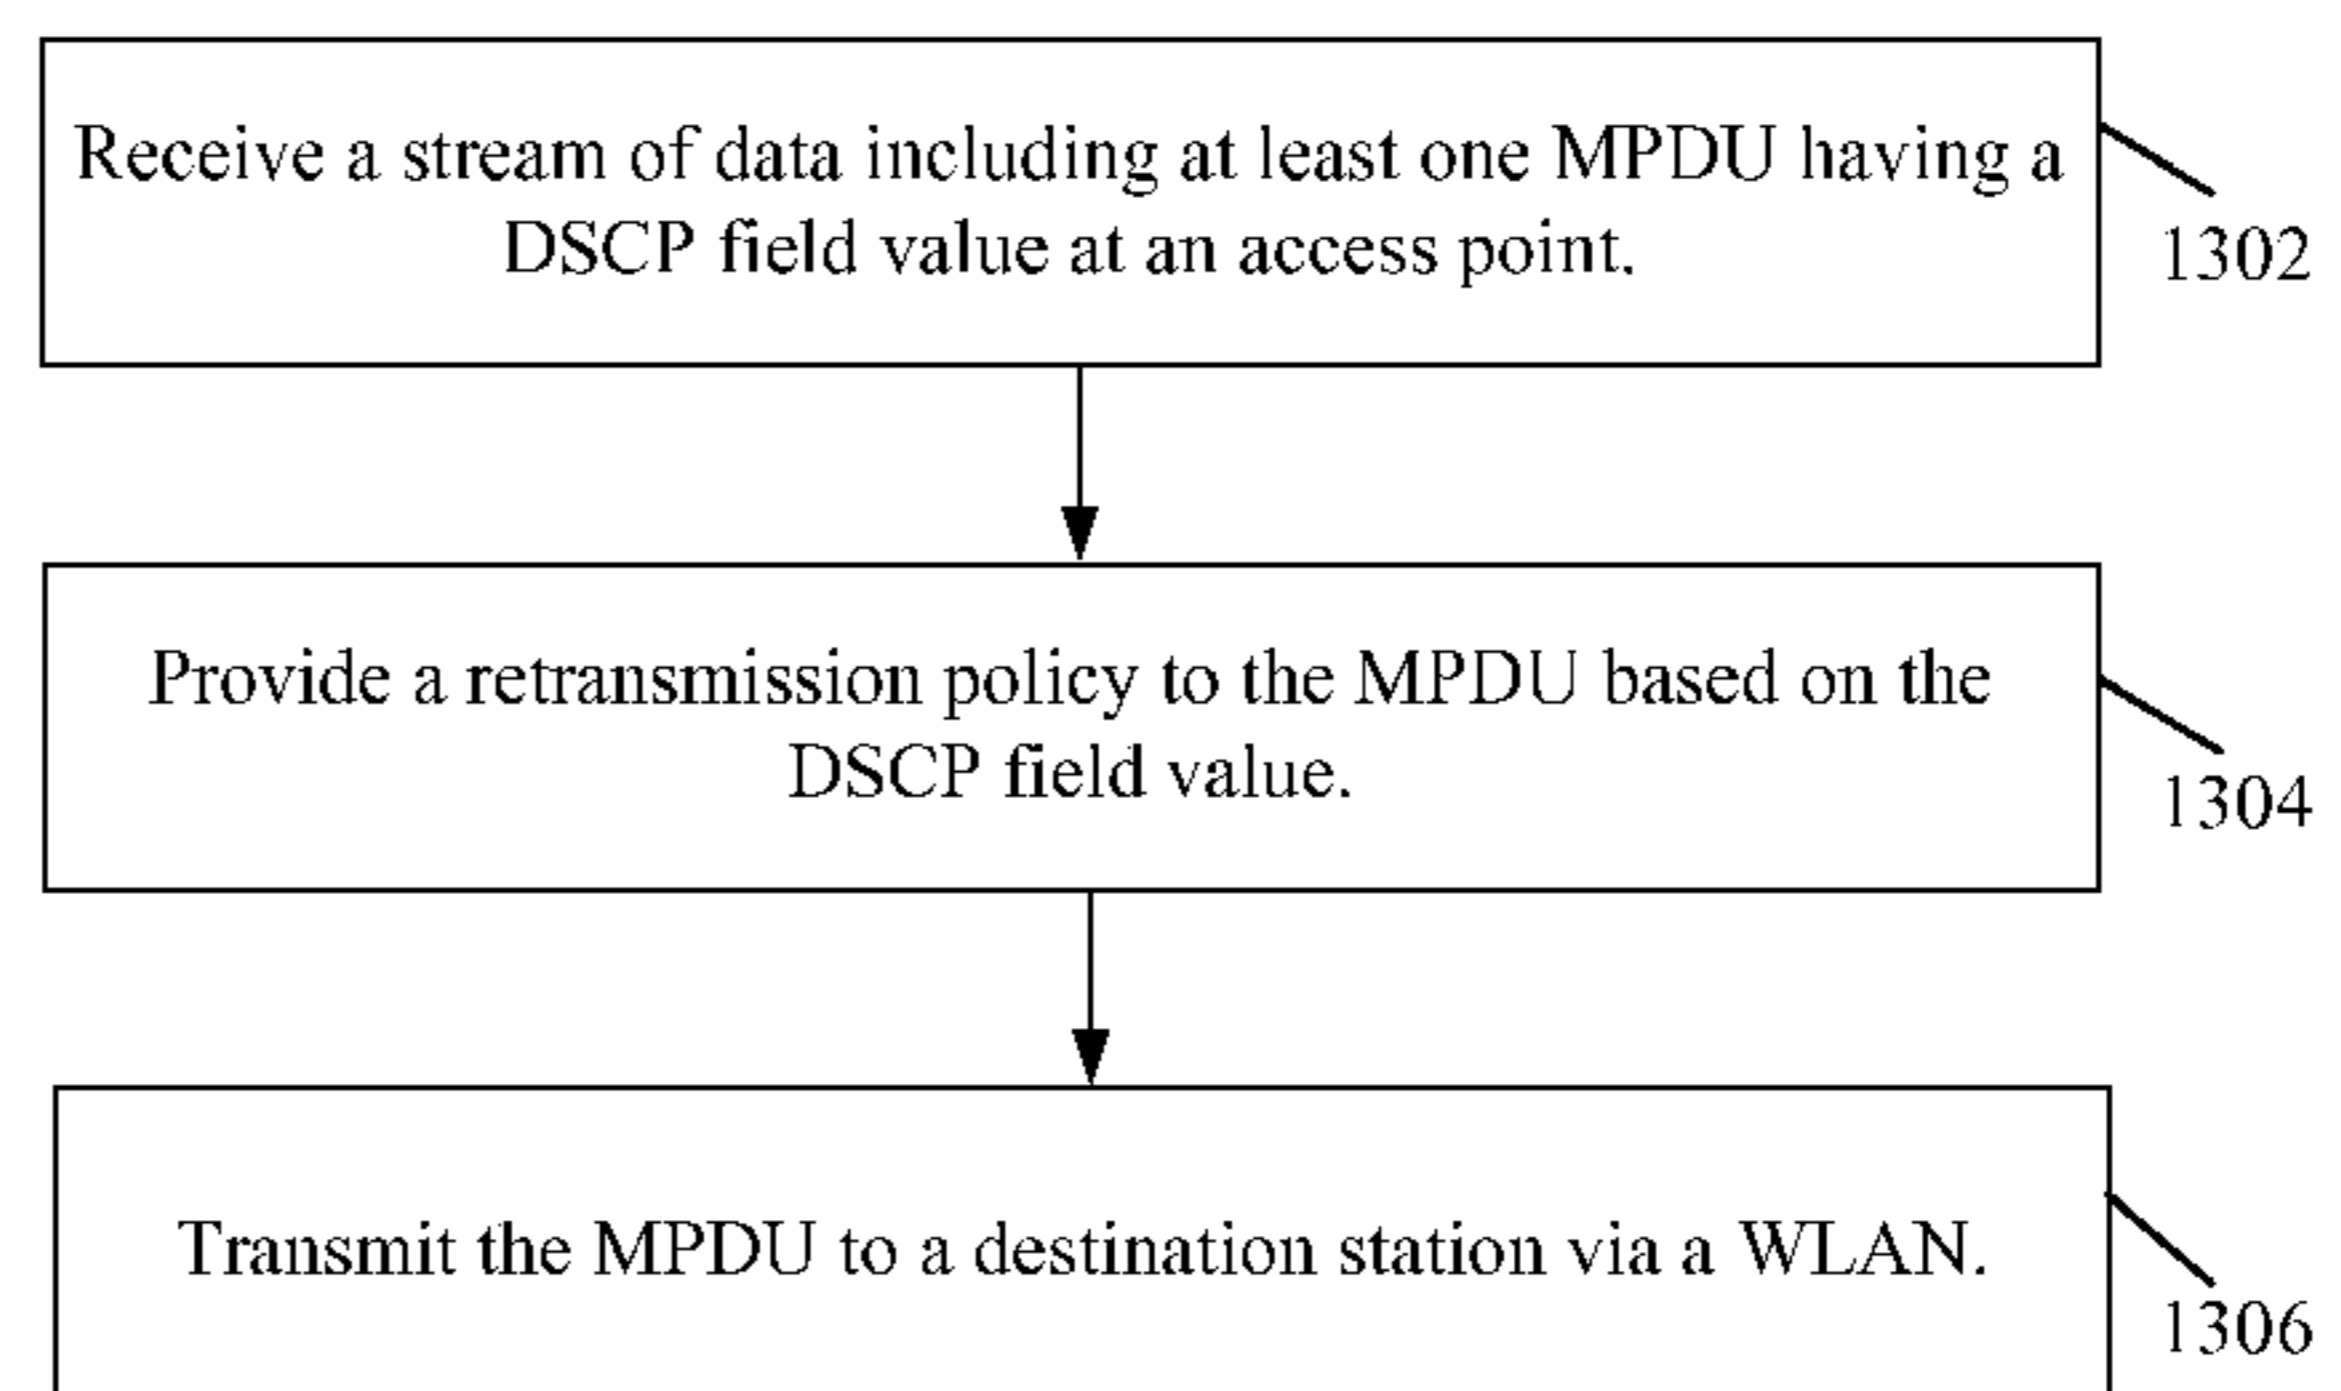 Receive a stream of data including at least one MPDU having a
DSCP field value at an access point.
1302
Provide a retransmission policy to the MPDU based on the
DSCP field value.
1304
Transmit the MPDU to a destination station via a WLAN.
1306